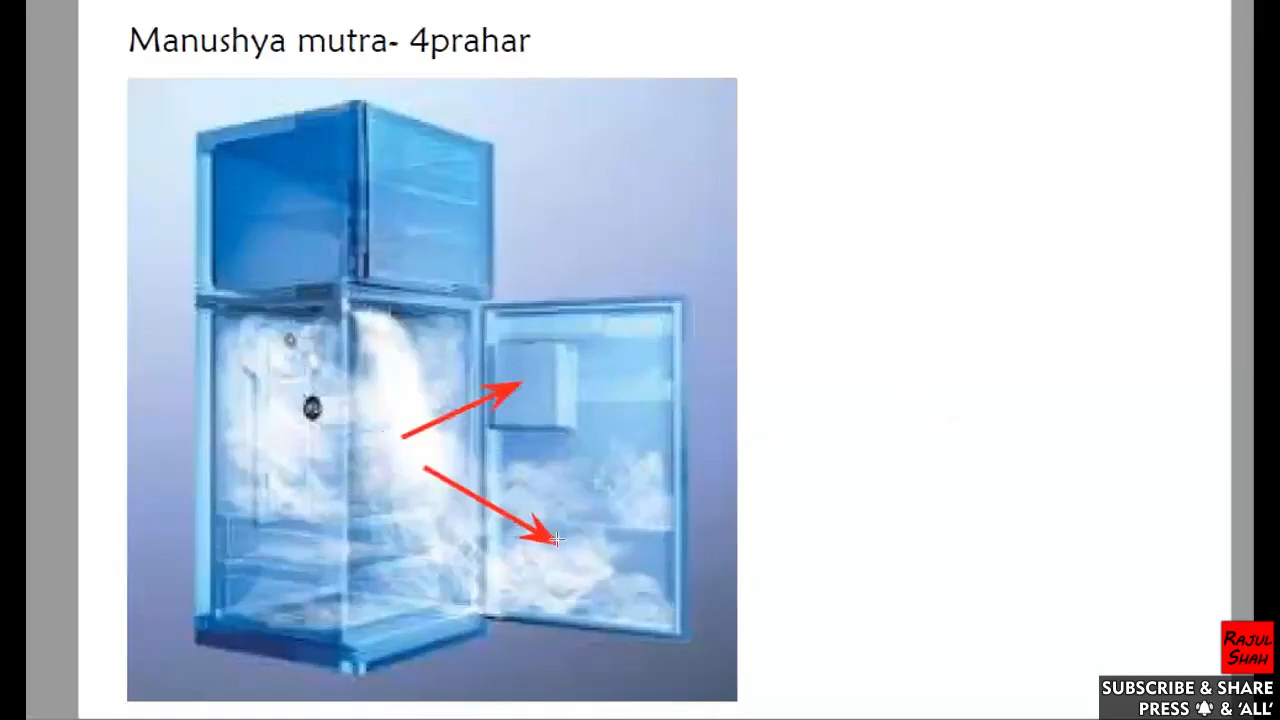 Manushya mutra- 4prahar
RAJUL
SHAH
SUBSCRIBE & SHARE
PRESS 🔔 & 'ALL'